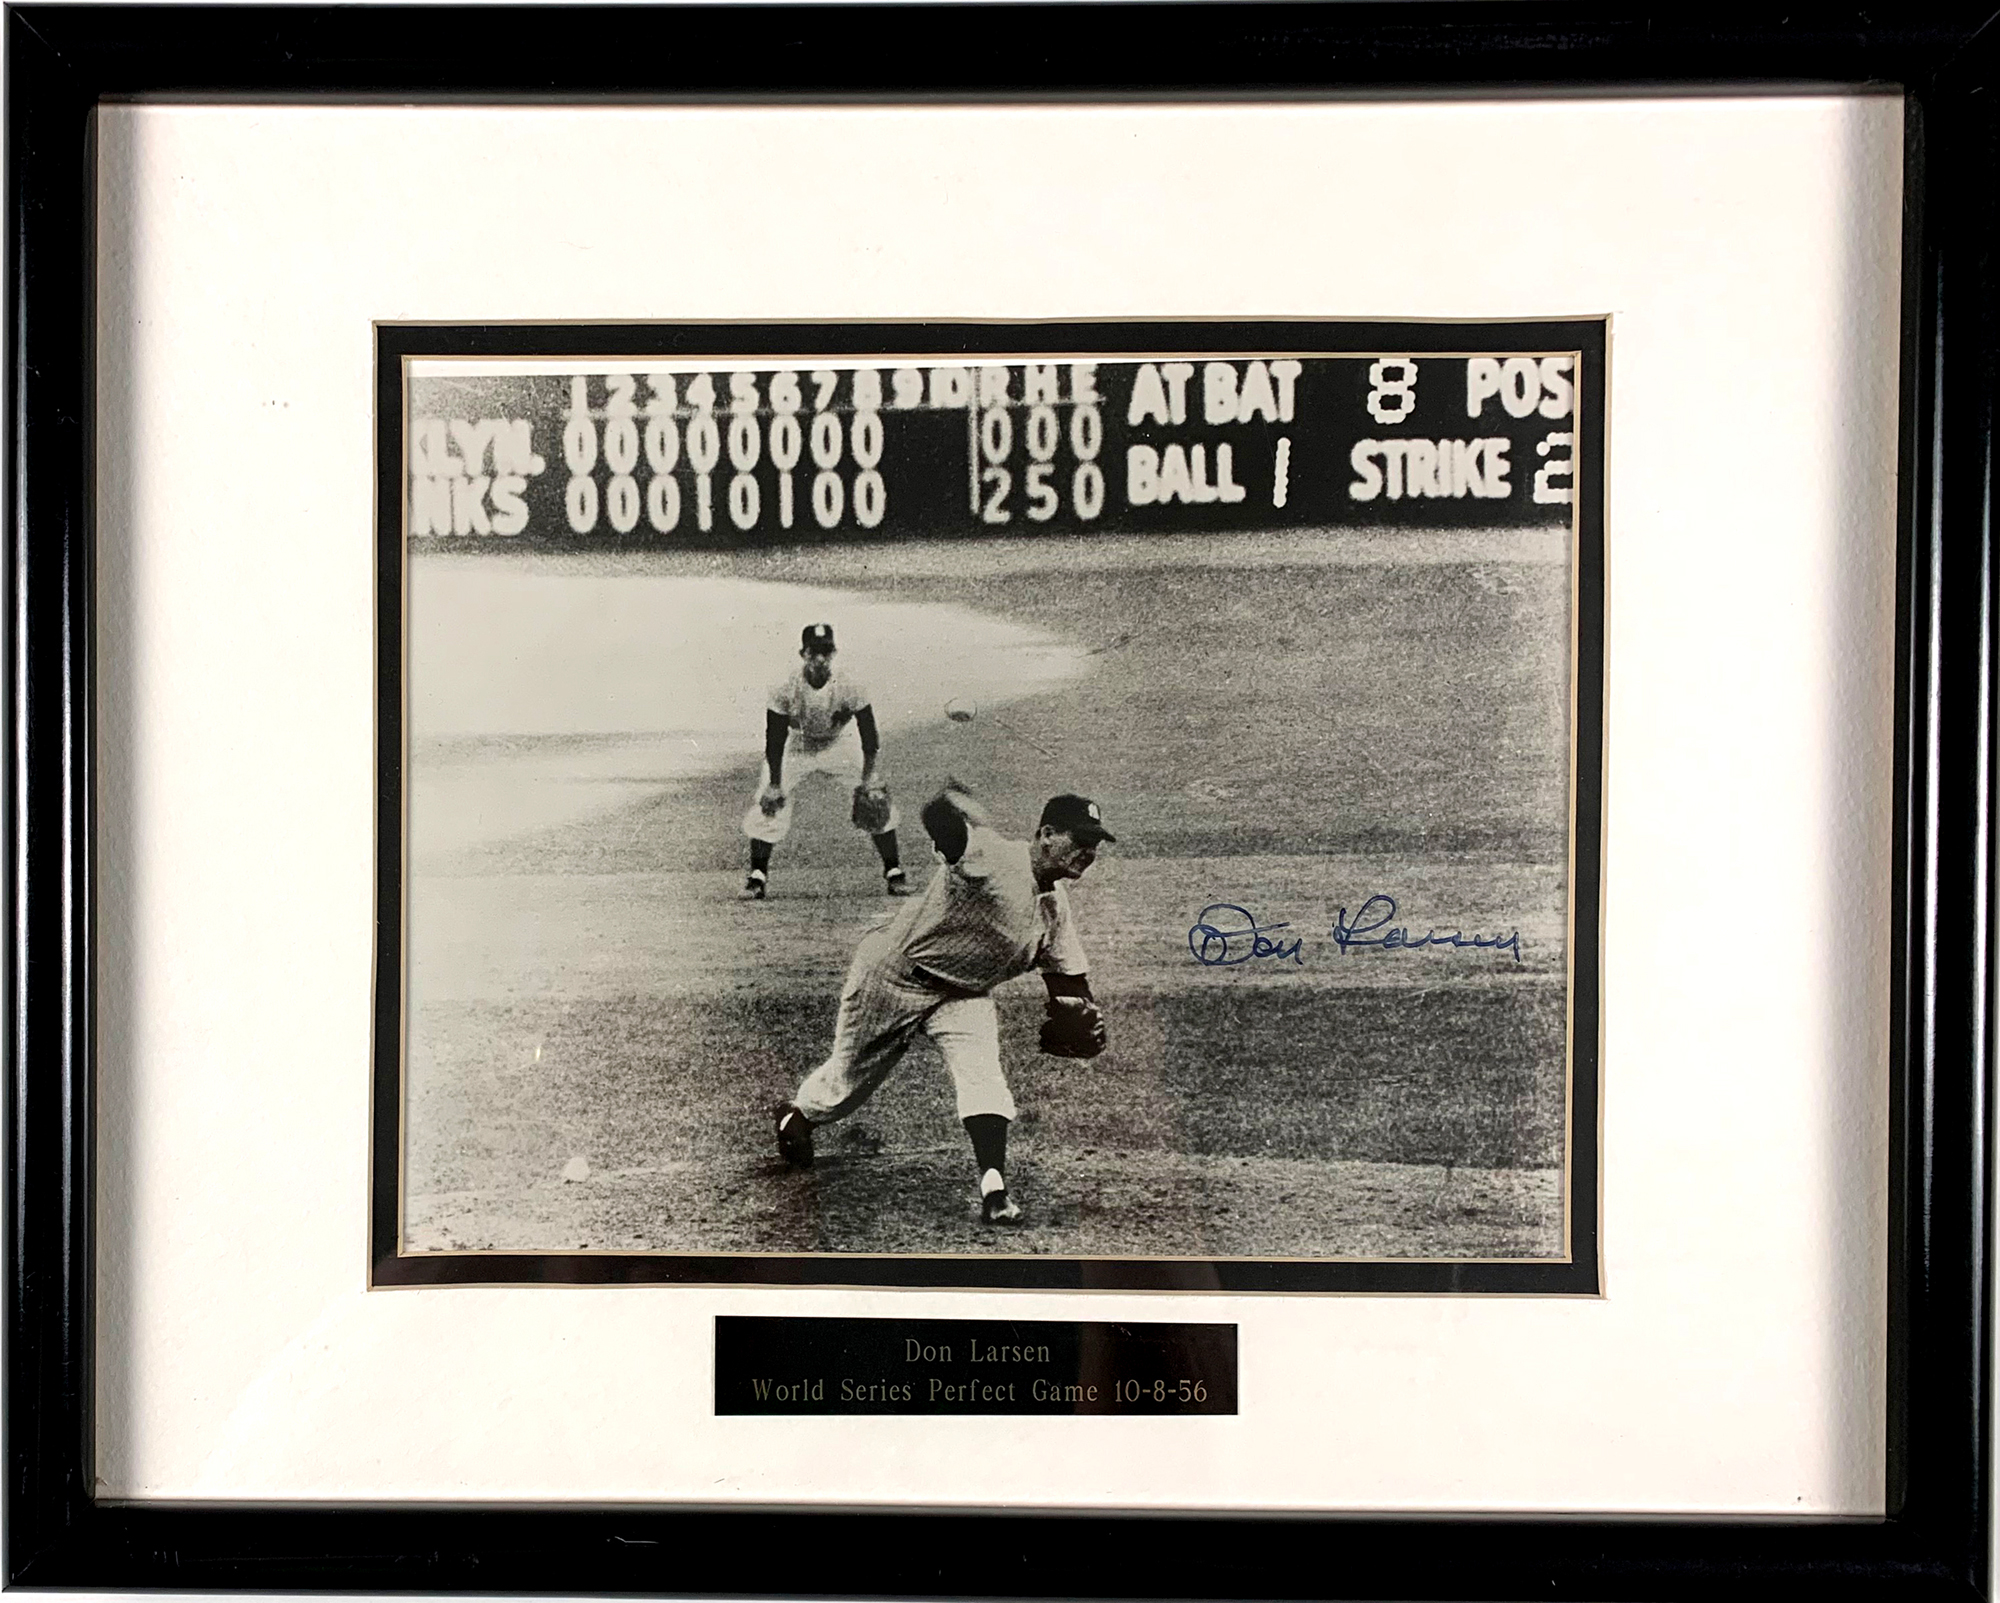 1 2 3 4 5 6 7 8 9 10 R H E AT BAT 8 POS
KLYN. 0 0 0 0 0 0 0 0 0 0 0 BALL 1 STRIKE 2
NKS 0 0 0 1 0 1 0 0 2 5 0
Don Larsen
Don Larsen
World Series Perfect Game 10-8-56